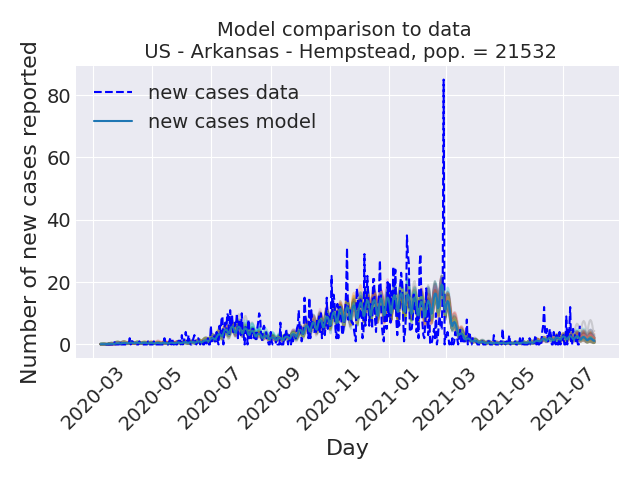 Model comparison to data
US - Arkansas - Hempstead, pop. = 21532
Number of new cases reported
80
60
40
20
0
new cases data
new cases model
2020-03
2020-05
2020-07
2020-09
2020-11
2021-01
2021-03
2021-05
2021-07
Day